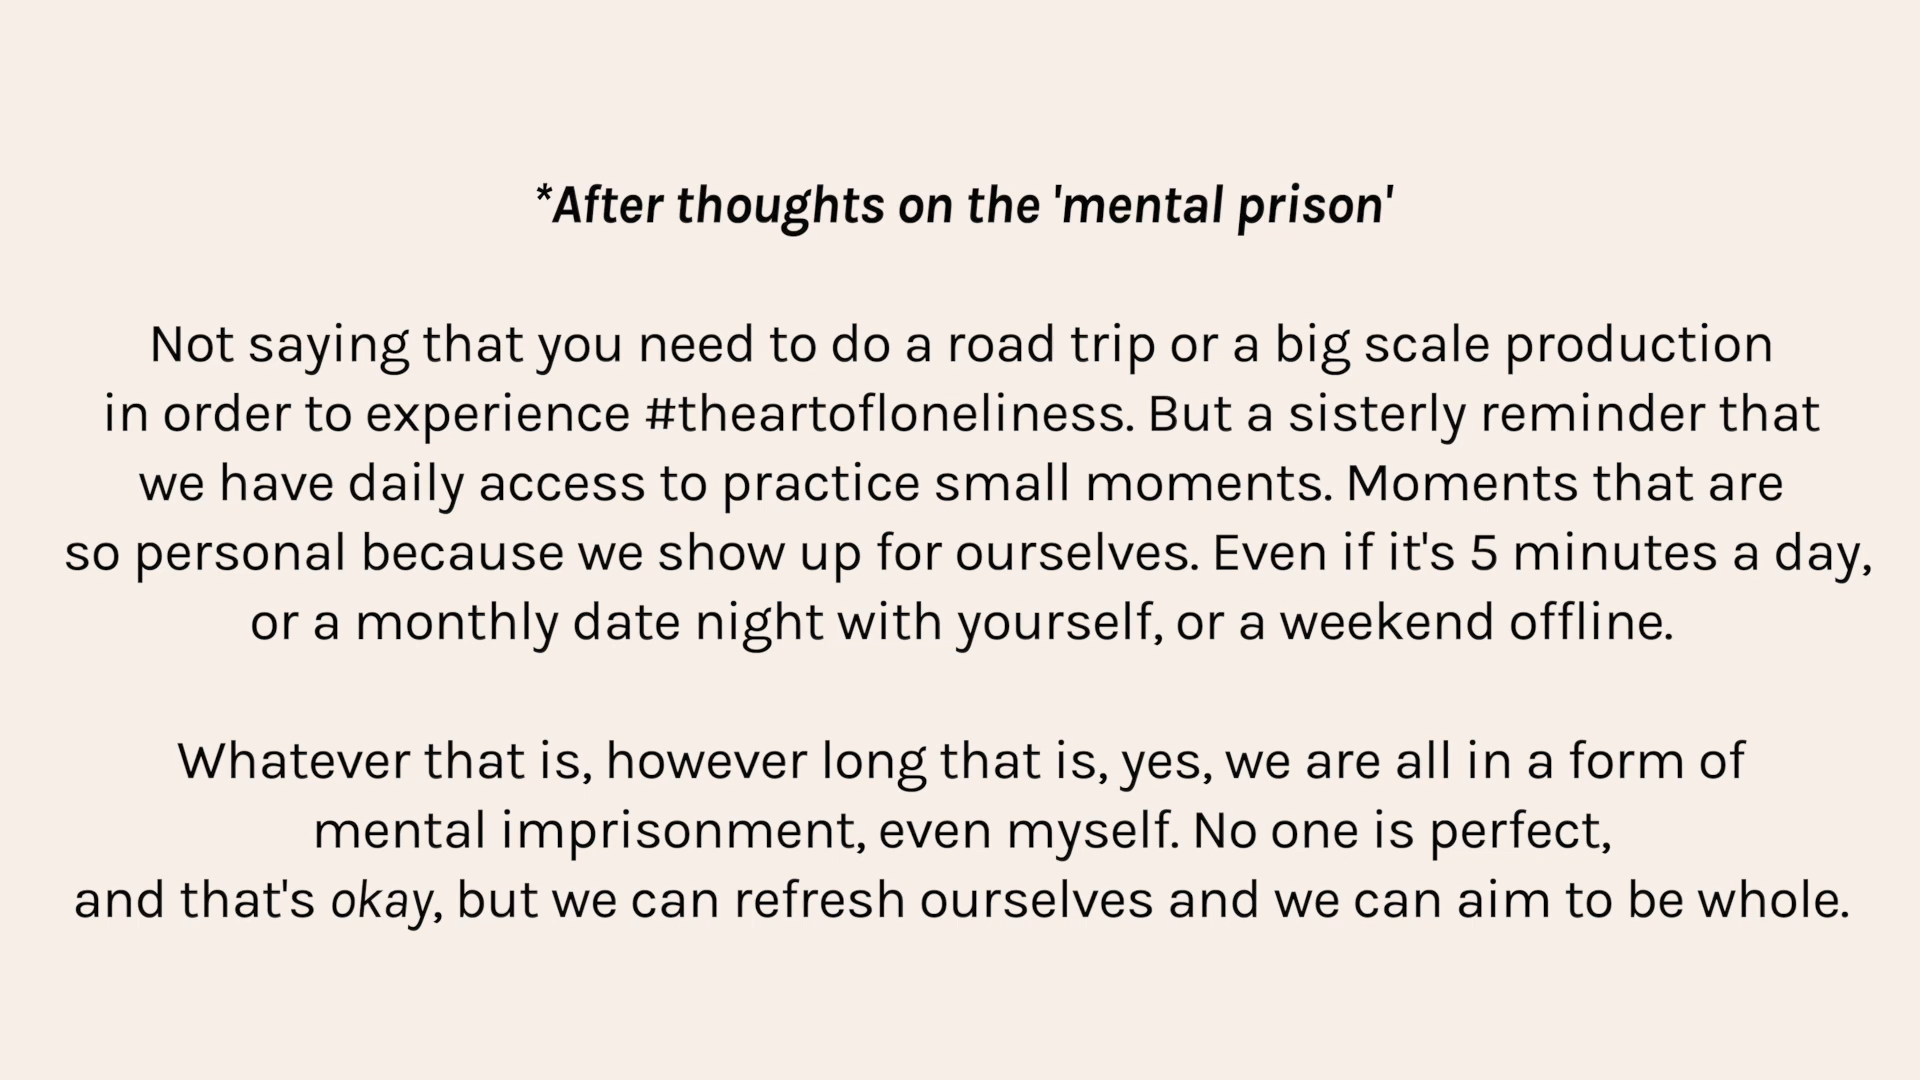 *After thoughts on the 'mental prison'
Not saying that you need to do a road trip or a big scale production
in order to experience #theartofloneliness. But a sisterly reminder that
we have daily access to practice small moments. Moments that are
so personal because we show up for ourselves. Even if it's 5 minutes a day,
or a monthly date night with yourself, or a weekend offline.
Whatever that is, however long that is, yes, we are all in a form of
mental imprisonment, even myself. No one is perfect,
and that's okay, but we can refresh ourselves and we can aim to be whole.